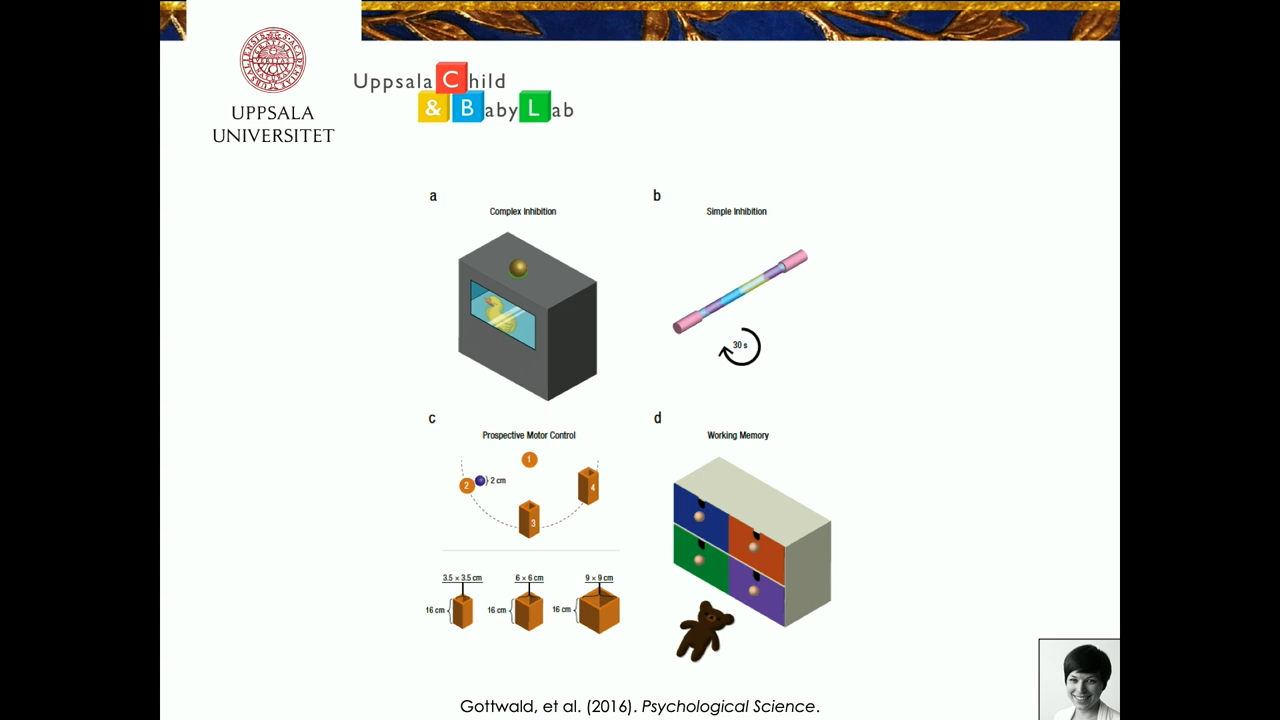 UPPSALA
UNIVERSITET
Uppsala Child
& Baby Lab
a
Complex Inhibition
b
Simple Inhibition
30 s
c
Prospective Motor Control
1
2
2 cm
3
4
3.5 × 3.5 cm
6 × 6 cm
9 × 9 cm
16 cm
16 cm
16 cm
d
Working Memory
Gottwald, et al. (2016). Psychological Science.